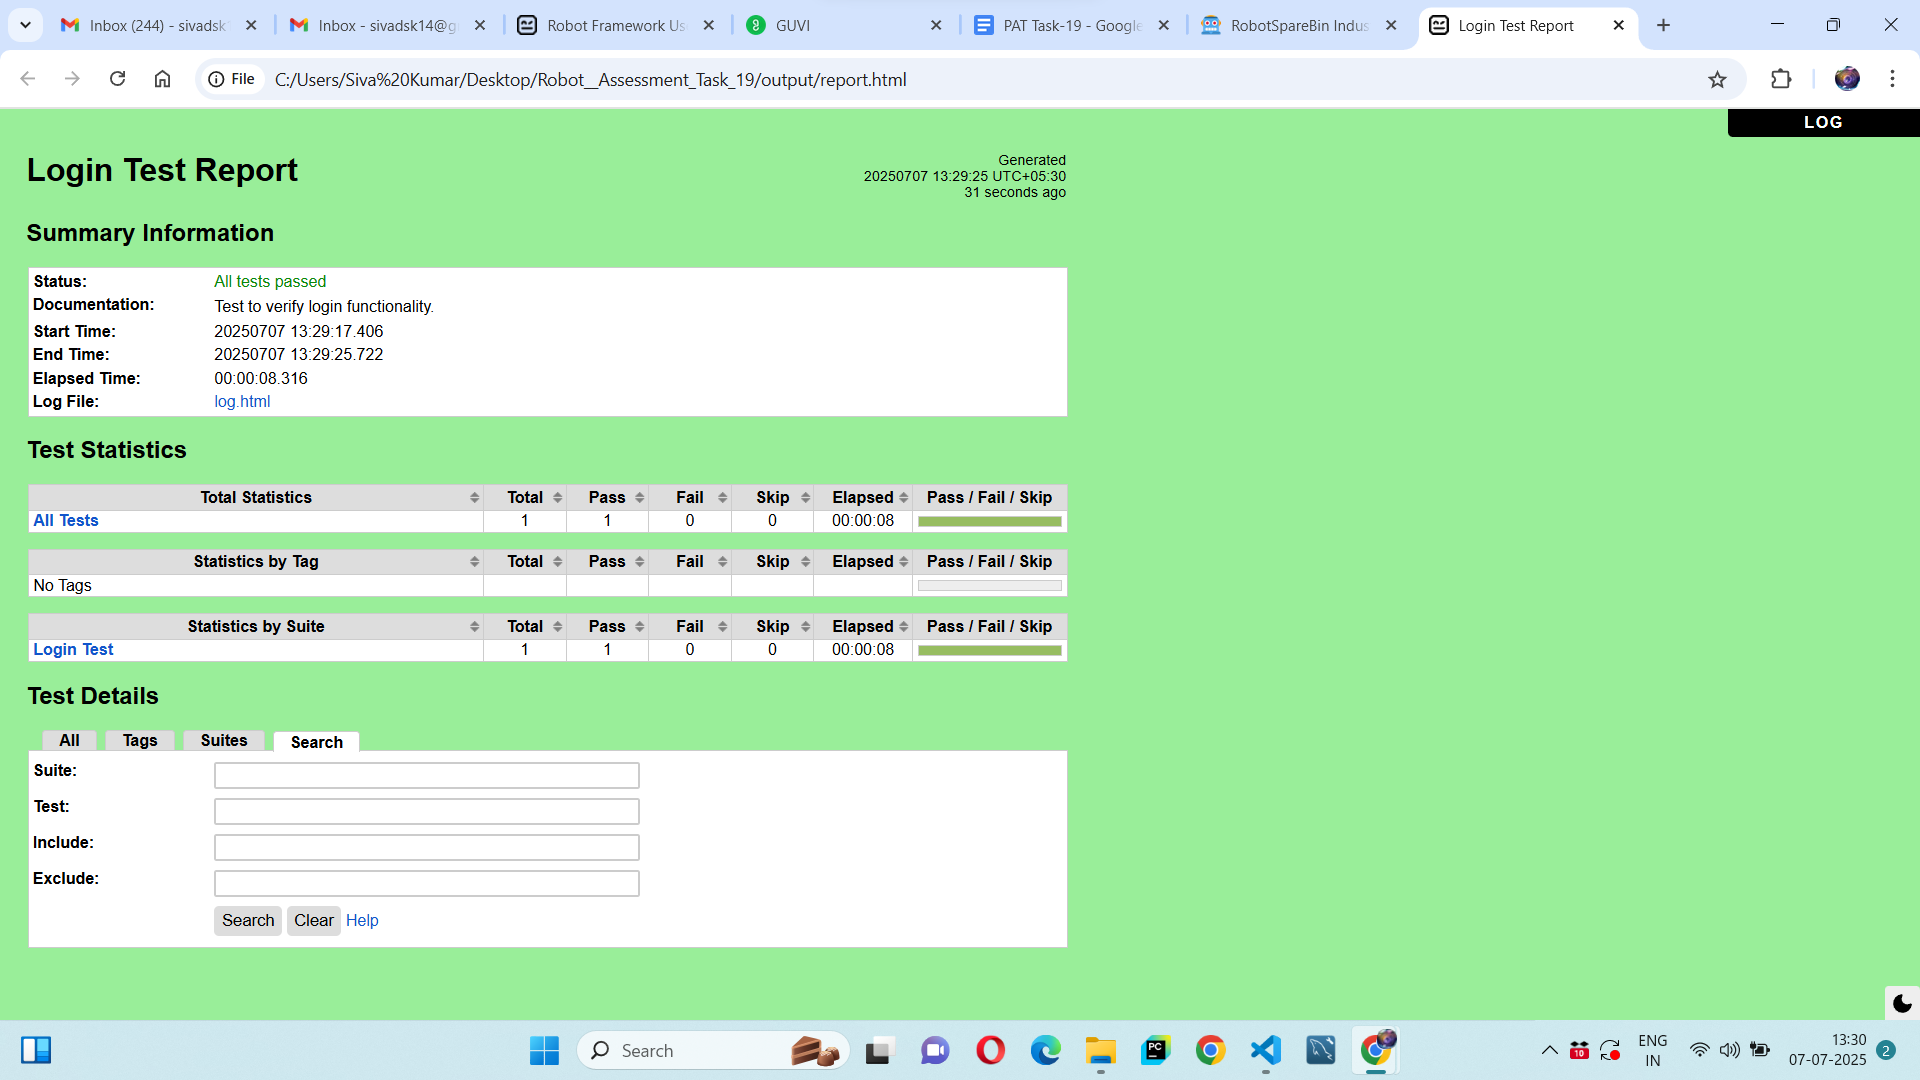 Inbox (244) - sivadsk
Inbox - sivadsk14@g
Robot Framework Us
GUVI
PAT Task-19 - Google
RobotSpareBin Indus
Login Test Report
File
C:/Users/Siva%20Kumar/Desktop/Robot__Assessment_Task_19/output/report.html
LOG
Login Test Report
Generated
20250707 13:29:25 UTC+05:30
31 seconds ago
Summary Information
Status: All tests passed
Documentation: Test to verify login functionality.
Start Time: 20250707 13:29:17.406
End Time: 20250707 13:29:25.722
Elapsed Time: 00:00:08.316
Log File: log.html
Test Statistics
Total Statistics Total Pass Fail Skip Elapsed Pass / Fail / Skip
All Tests 1 1 0 0 00:00:08
Statistics by Tag Total Pass Fail Skip Elapsed Pass / Fail / Skip
No Tags
Statistics by Suite Total Pass Fail Skip Elapsed Pass / Fail / Skip
Login Test 1 1 0 0 00:00:08
Test Details
All Tags Suites Search
Suite:
Test:
Include:
Exclude:
Search Clear Help
Search
PC
10
ENG
IN
13:30
07-07-2025
2